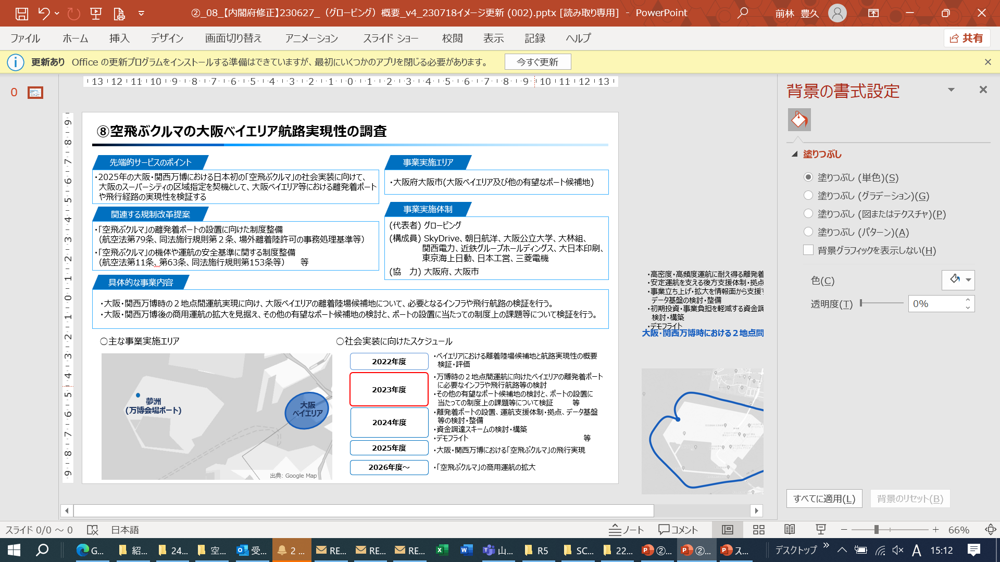 ②_08_【内閣府修正】230627_（グロービング）概要_v4_230718イメージ更新 (002).pptx [読み取り専用] - PowerPoint
前林 豊久
ファイル ホーム 挿入 デザイン 画面切り替え アニメーション スライド ショー 校閲 表示 記録 ヘルプ
共有
更新あり Office の更新プログラムをインストールする準備はできていますが、最初にいくつかのアプリを閉じる必要があります。 今すぐ更新
13 12 11 10 9 8 7 6 5 4 3 2 1 0 1 2 3 4 5 6 7 8 9 10 11 12 13
0
9 8 7 6 5 4 3 2 1 0 1 2 3 4 5 6 7 8 9
⑧空飛ぶクルマの大阪ベイエリア航路実現性の調査
先端的サービスのポイント
・2025年の大阪・関西万博における日本初の「空飛ぶクルマ」の社会実装に向けて、
大阪のスーパーシティの区域指定を契機として、大阪ベイエリア等における離発着ポート
や飛行経路の実現性を検証する
関連する規制改革提案
・「空飛ぶクルマ」の離発着ポートの設置に向けた制度整備
（航空法第79条、同法施行規則第２条、場外離着陸許可の事務処理基準等）
・「空飛ぶクルマ」の機体や運航の安全基準に関する制度整備
（航空法第11条、第63条、同法施行規則第153条等） 等
事業実施エリア
・大阪府大阪市(大阪ベイエリア及び他の有望なポート候補地)
事業実施体制
(代表者) グロービング
(構成員) SkyDrive、朝日航洋、大阪公立大学、大林組、
関西電力、近鉄グループホールディングス、大日本印刷、
東京海上日動、日本工営、三菱電機
(協 力) 大阪府、大阪市
具体的な事業内容
・大阪・関西万博時の２地点間運航実現に向け、大阪ベイエリアの離着陸場候補地について、必要となるインフラや飛行航路の検証を行う。
・大阪・関西万博後の商用運航の拡大を見据え、その他の有望なポート候補地の検討と、ポートの設置に当たっての制度上の課題等について検証を行う。
○主な事業実施エリア
夢洲
(万博会場ポート)
大阪
ベイエリア
出典: Google Map
○社会実装に向けたスケジュール
2022年度
・ベイエリアにおける離着陸場候補地と航路実現性の概要
検証・評価
2023年度
・万博時の２地点間運航に向けたベイエリアの離発着ポート
に必要なインフラや飛行航路等の検討
・その他の有望なポート候補地の検討と、ポートの設置に
当たっての制度上の課題等について検証 等
2024年度
・離発着ポートの設置、運航支援体制・拠点、データ基盤
等の検討・整備
・資金調達スキームの検討・構築
・デモフライト 等
2025年度
・大阪・関西万博における「空飛ぶクルマ」の飛行実現
2026年度～
・「空飛ぶクルマ」の商用運航の拡大
・高密度・高頻度運航に耐え得る離発着
・安定運航を支える後方支援体制・拠点
・事業立ち上げ・拡大を情報面から支援す
データ基盤の検討・整備
・初期投資・事業負担を軽減する資金調
検討・構築
・デモフライト
大阪・関西万博時における２地点間
背景の書式設定
塗りつぶし
塗りつぶし (単色)(S)
塗りつぶし (グラデーション)(G)
塗りつぶし (図またはテクスチャ)(P)
塗りつぶし (パターン)(A)
背景グラフィックを表示しない(H)
色(C)
透明度(T) 0%
すべてに適用(L) 背景のリセット(B)
スライド 0/0 ～ 0 日本語
ノート コメント 66%
G... 紹... 24... 空... 受... 2 ... RE... RE... RE... 山... R5 SC... 22... ②... ②... ス... デスクトップ A 15:12